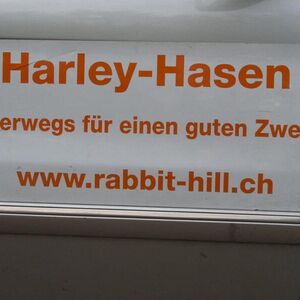 Harley-Hasen
erwegs für einen guten Zwe
www.rabbit-hill.ch